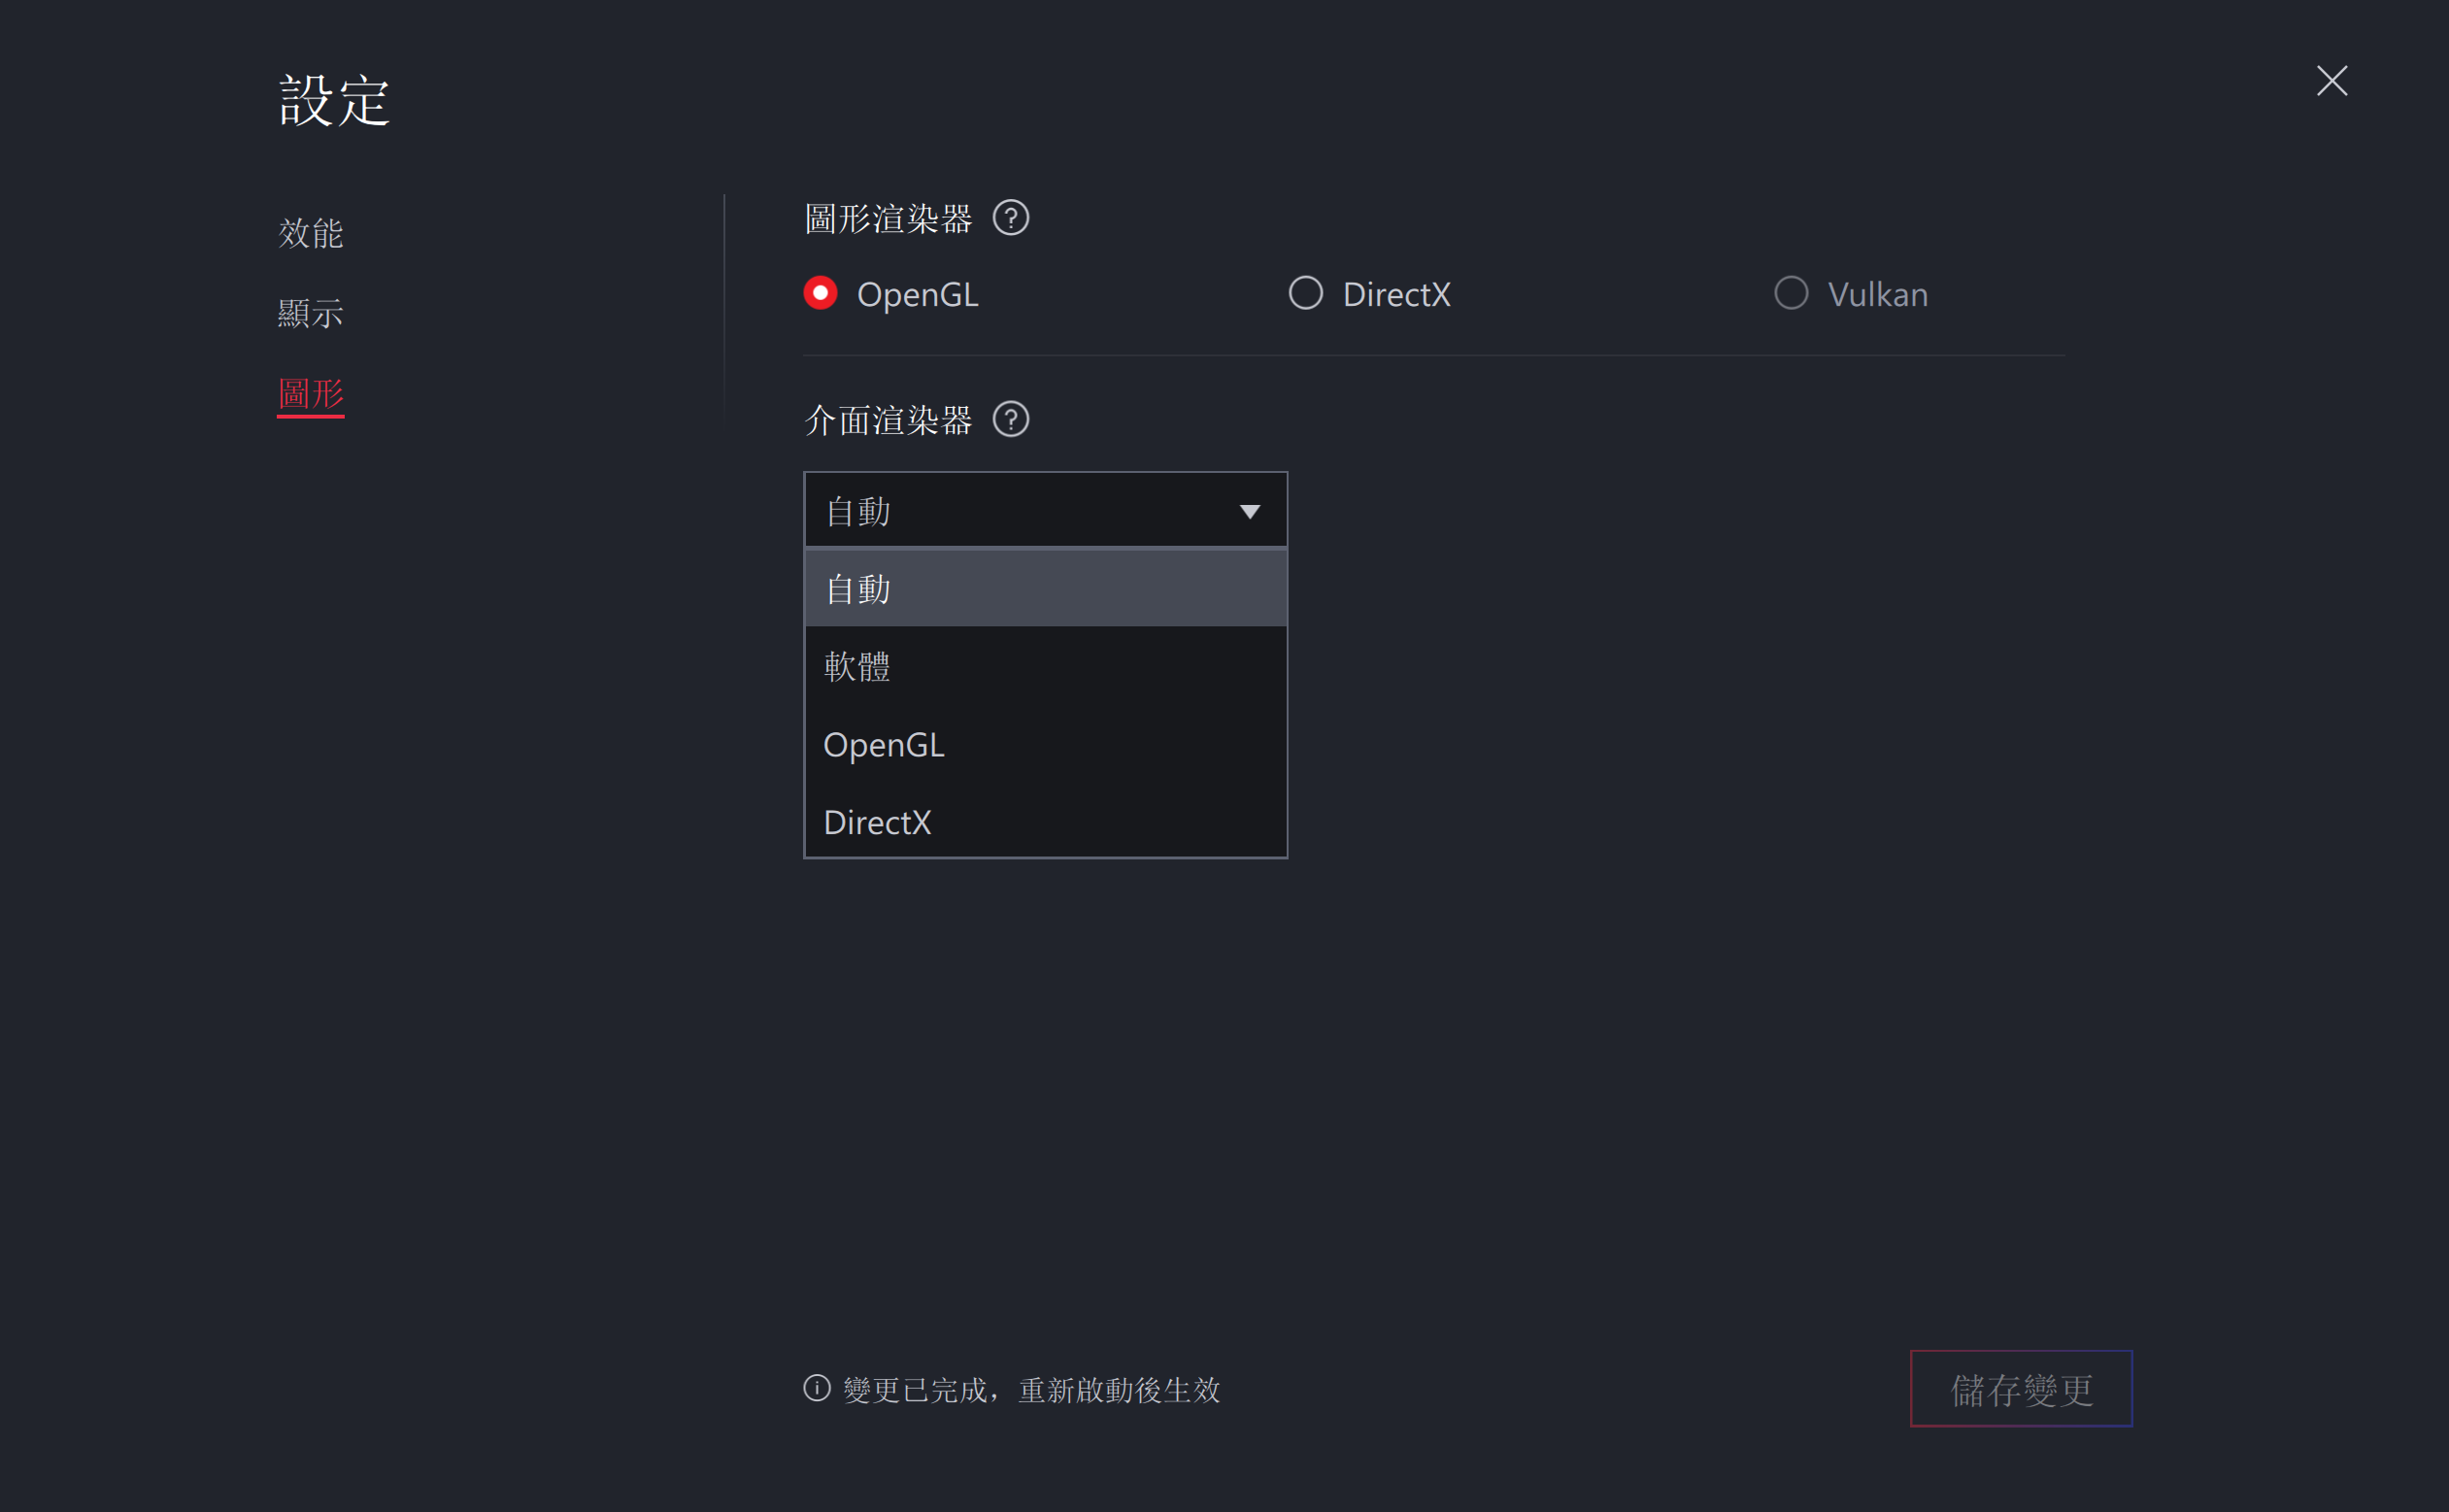 設定
效能
顯示
圖形
圖形渲染器
OpenGL
DirectX
Vulkan
介面渲染器
自動
自動
軟體
OpenGL
DirectX
變更已完成，重新啟動後生效
儲存變更